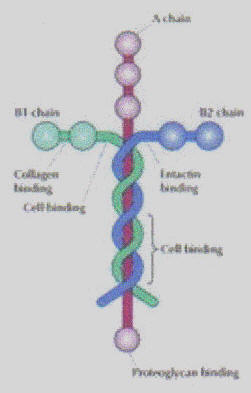 A chain
B1 chain
B2 chain
Collagen
binding
Entactin
binding
Cell binding
Cell binding
Proteoglycan binding